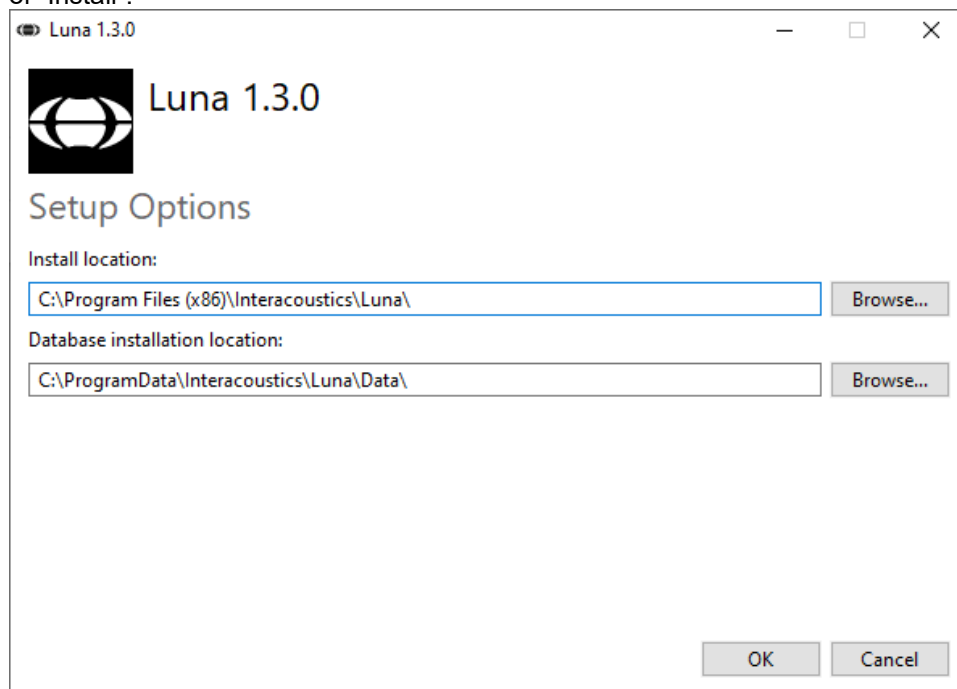 Luna 1.3.0
Luna 1.3.0
Setup Options
Install location:
C:\Program Files (x86)\Interacoustics\Luna\ Browse...
Database installation location:
C:\ProgramData\Interacoustics\Luna\Data\ Browse...
OK Cancel